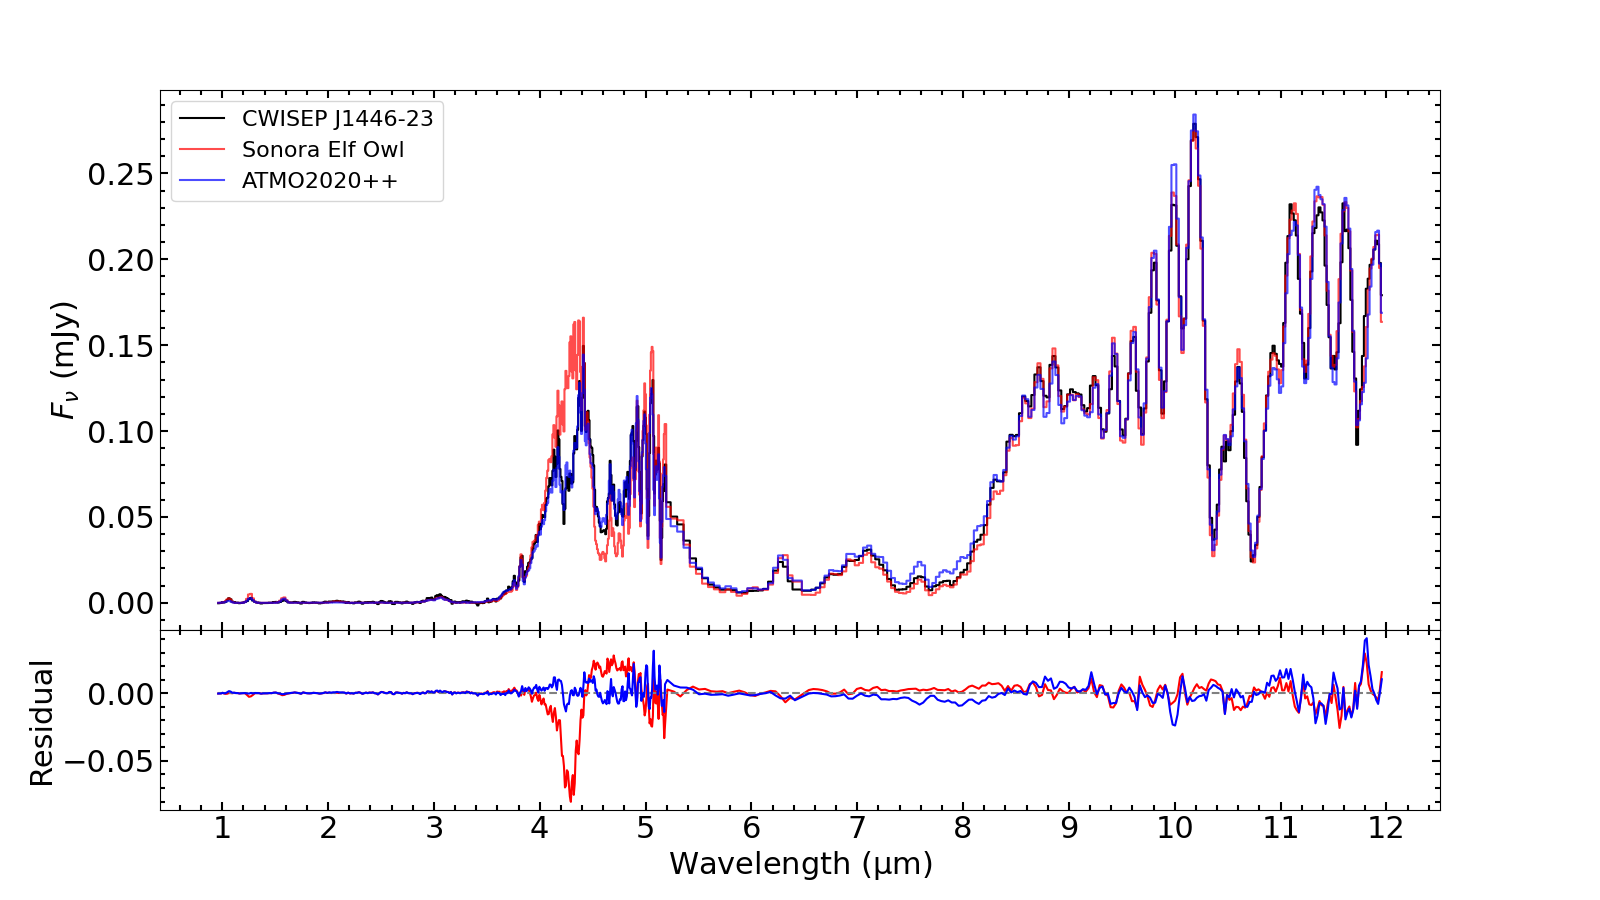 CWISEP J1446-23
Sonora Elf Owl
ATMO2020++
0.25
0.20
0.15
0.10
0.05
0.00
Fν (mJy)
0.00
−0.05
Residual
1 2 3 4 5 6 7 8 9 10 11 12
Wavelength (μm)